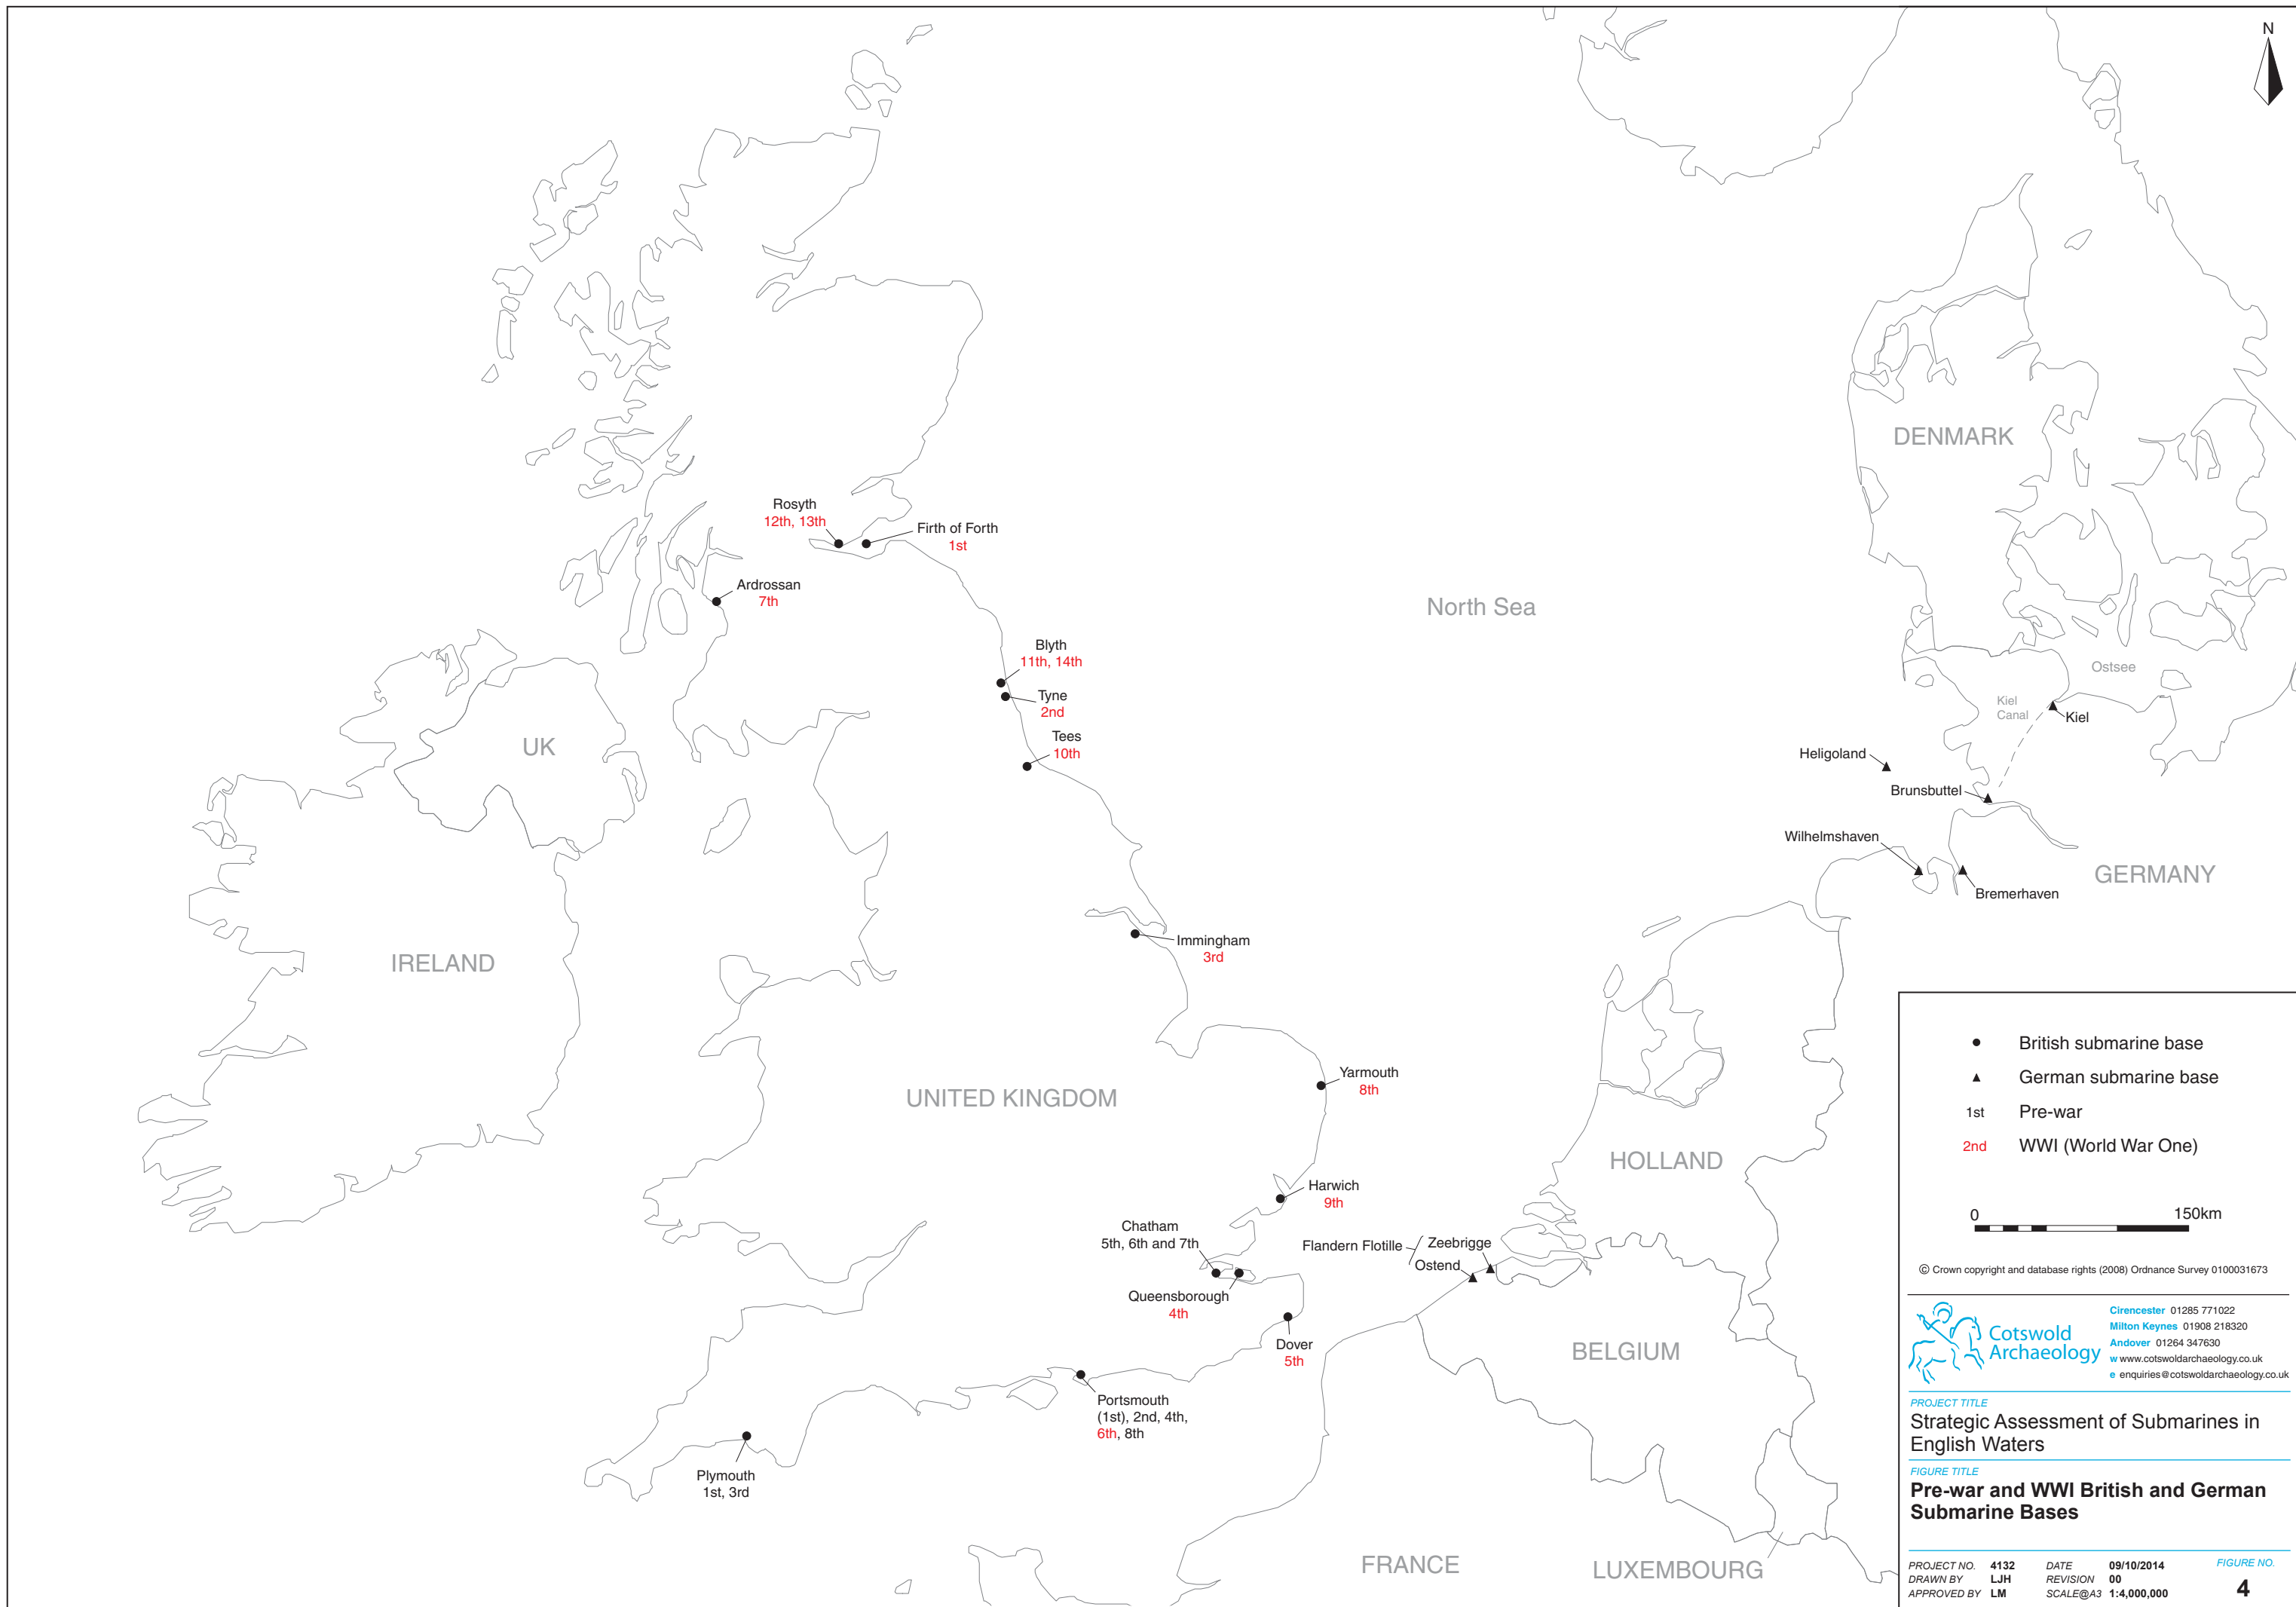 N
Rosyth
12th, 13th
Firth of Forth
1st
Ardrossan
7th
DENMARK
North Sea
Blyth
11th, 14th
Tyne
2nd
Tees
10th
Ostsee
Kiel
Canal
Kiel
UK
Heligoland
Brunsbuttel
Wilhelmshaven
GERMANY
Bremerhaven
Immingham
3rd
IRELAND
UNITED KINGDOM
Yarmouth
8th
HOLLAND
Harwich
9th
Chatham
5th, 6th and 7th
Flandern Flotille
Zeebrigge
Ostend
Queensborough
4th
Dover
5th
BELGIUM
Portsmouth
(1st), 2nd, 4th,
6th, 8th
Plymouth
1st, 3rd
FRANCE
LUXEMBOURG
British submarine base
German submarine base
1st Pre-war
2nd WWI (World War One)
0 150km
© Crown copyright and database rights (2008) Ordnance Survey 0100031673
Cotswold
Archaeology
Cirencester 01285 771022
Milton Keynes 01908 218320
Andover 01264 347630
w www.cotswoldarchaeology.co.uk
e enquiries@cotswoldarchaeology.co.uk
PROJECT TITLE
Strategic Assessment of Submarines in
English Waters
FIGURE TITLE
Pre-war and WWI British and German
Submarine Bases
PROJECT NO. 4132 DATE 09/10/2014 FIGURE NO.
DRAWN BY LJH REVISION 00
APPROVED BY LM SCALE@A3 1:4,000,000 4